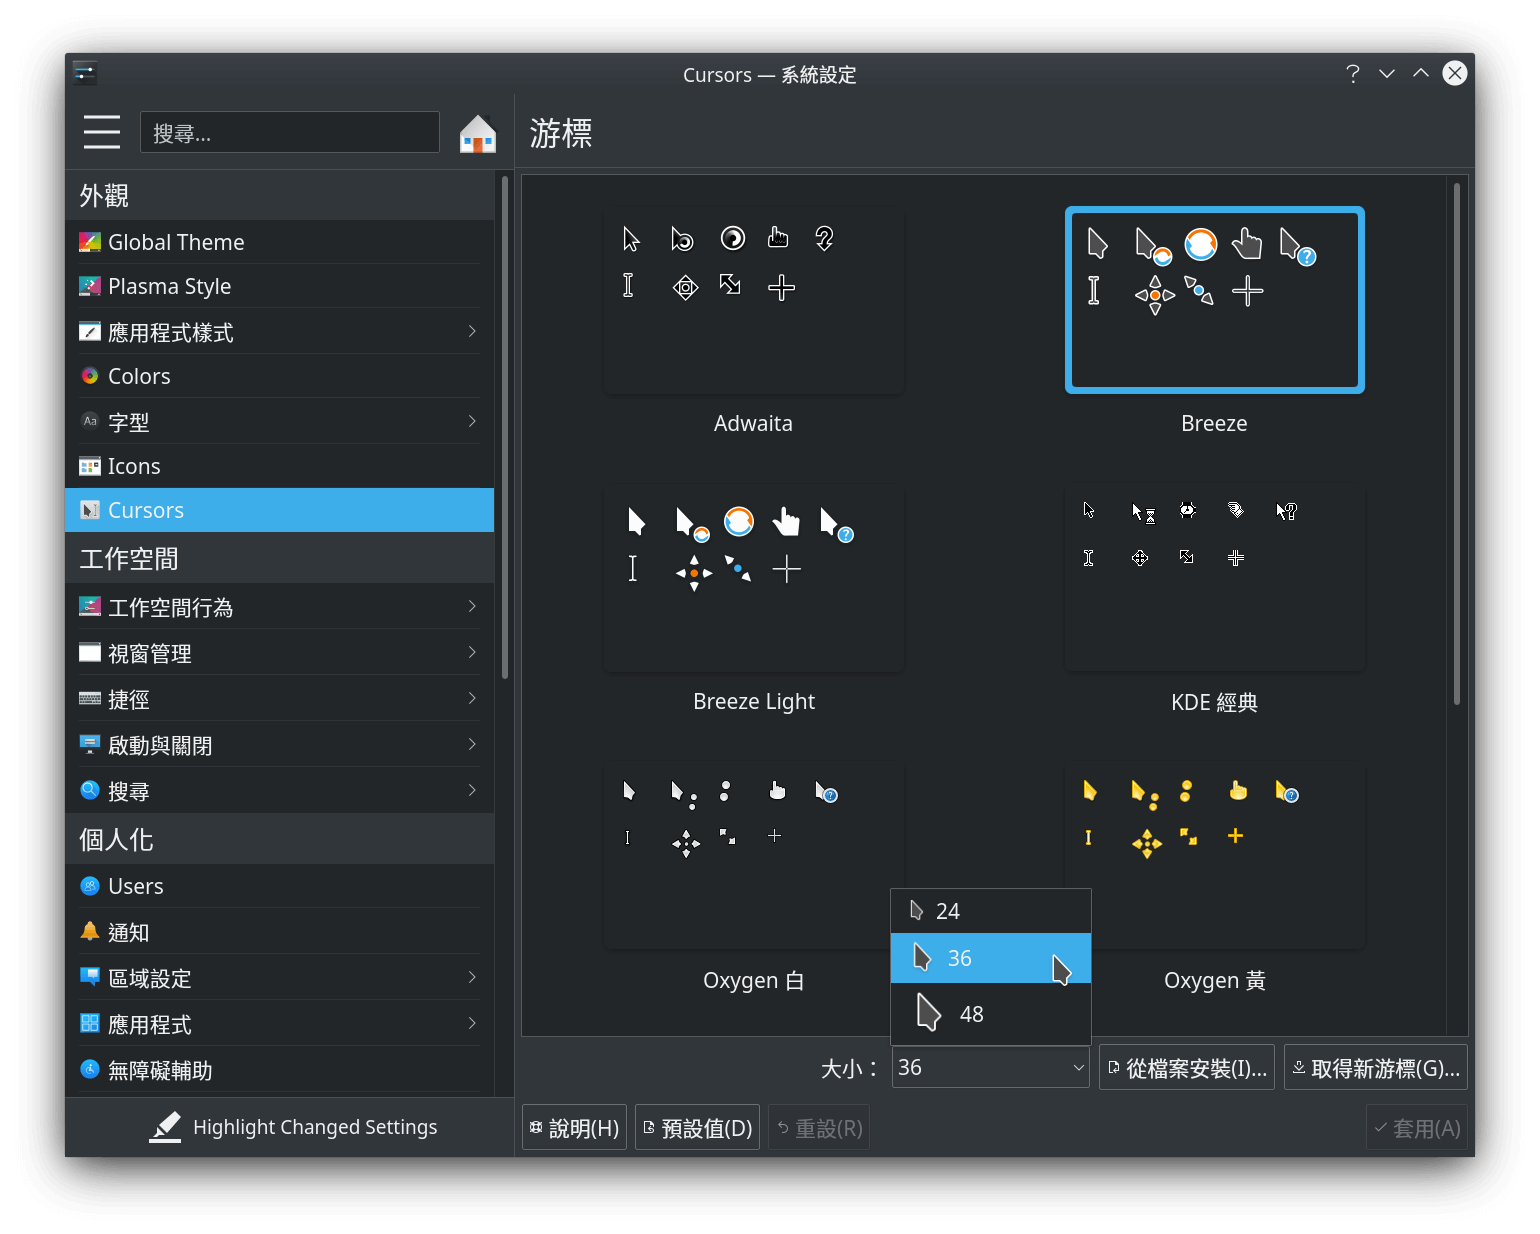 Cursors — 系統設定
搜尋...
游標
外觀
Global Theme
Plasma Style
應用程式樣式
Colors
字型
Icons
Cursors
工作空間
工作空間行為
視窗管理
捷徑
啟動與關閉
搜尋
個人化
Users
通知
區域設定
應用程式
無障礙輔助
Highlight Changed Settings
Adwaita
Breeze
Breeze Light
KDE 經典
Oxygen 白
Oxygen 黃
24
36
48
大小：
36
從檔案安裝(I)...
取得新游標(G)...
說明(H)
預設值(D)
重設(R)
套用(A)